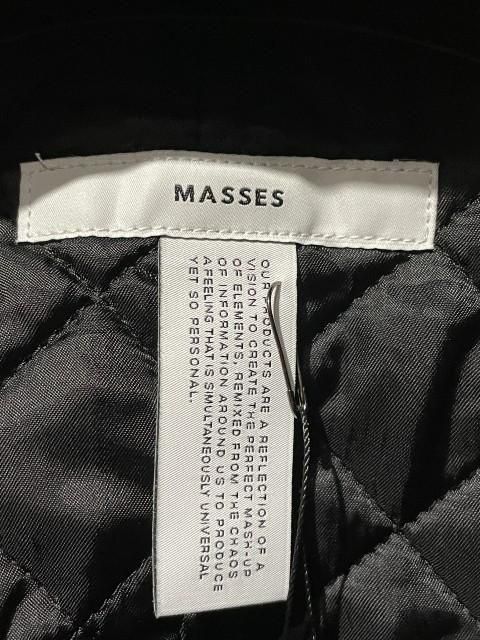 MASSES
OUR PRODUCTS ARE A REFLECTION OF A
VISION TO CREATE THE PERFECT MASH-UP
OF ELEMENTS, REMIXED FROM THE CHAOS
OF INFORMATION AROUND US TO PRODUCE
A FEELING THAT IS SIMULTANEOUSLY UNIVERSAL
YET SO PERSONAL.